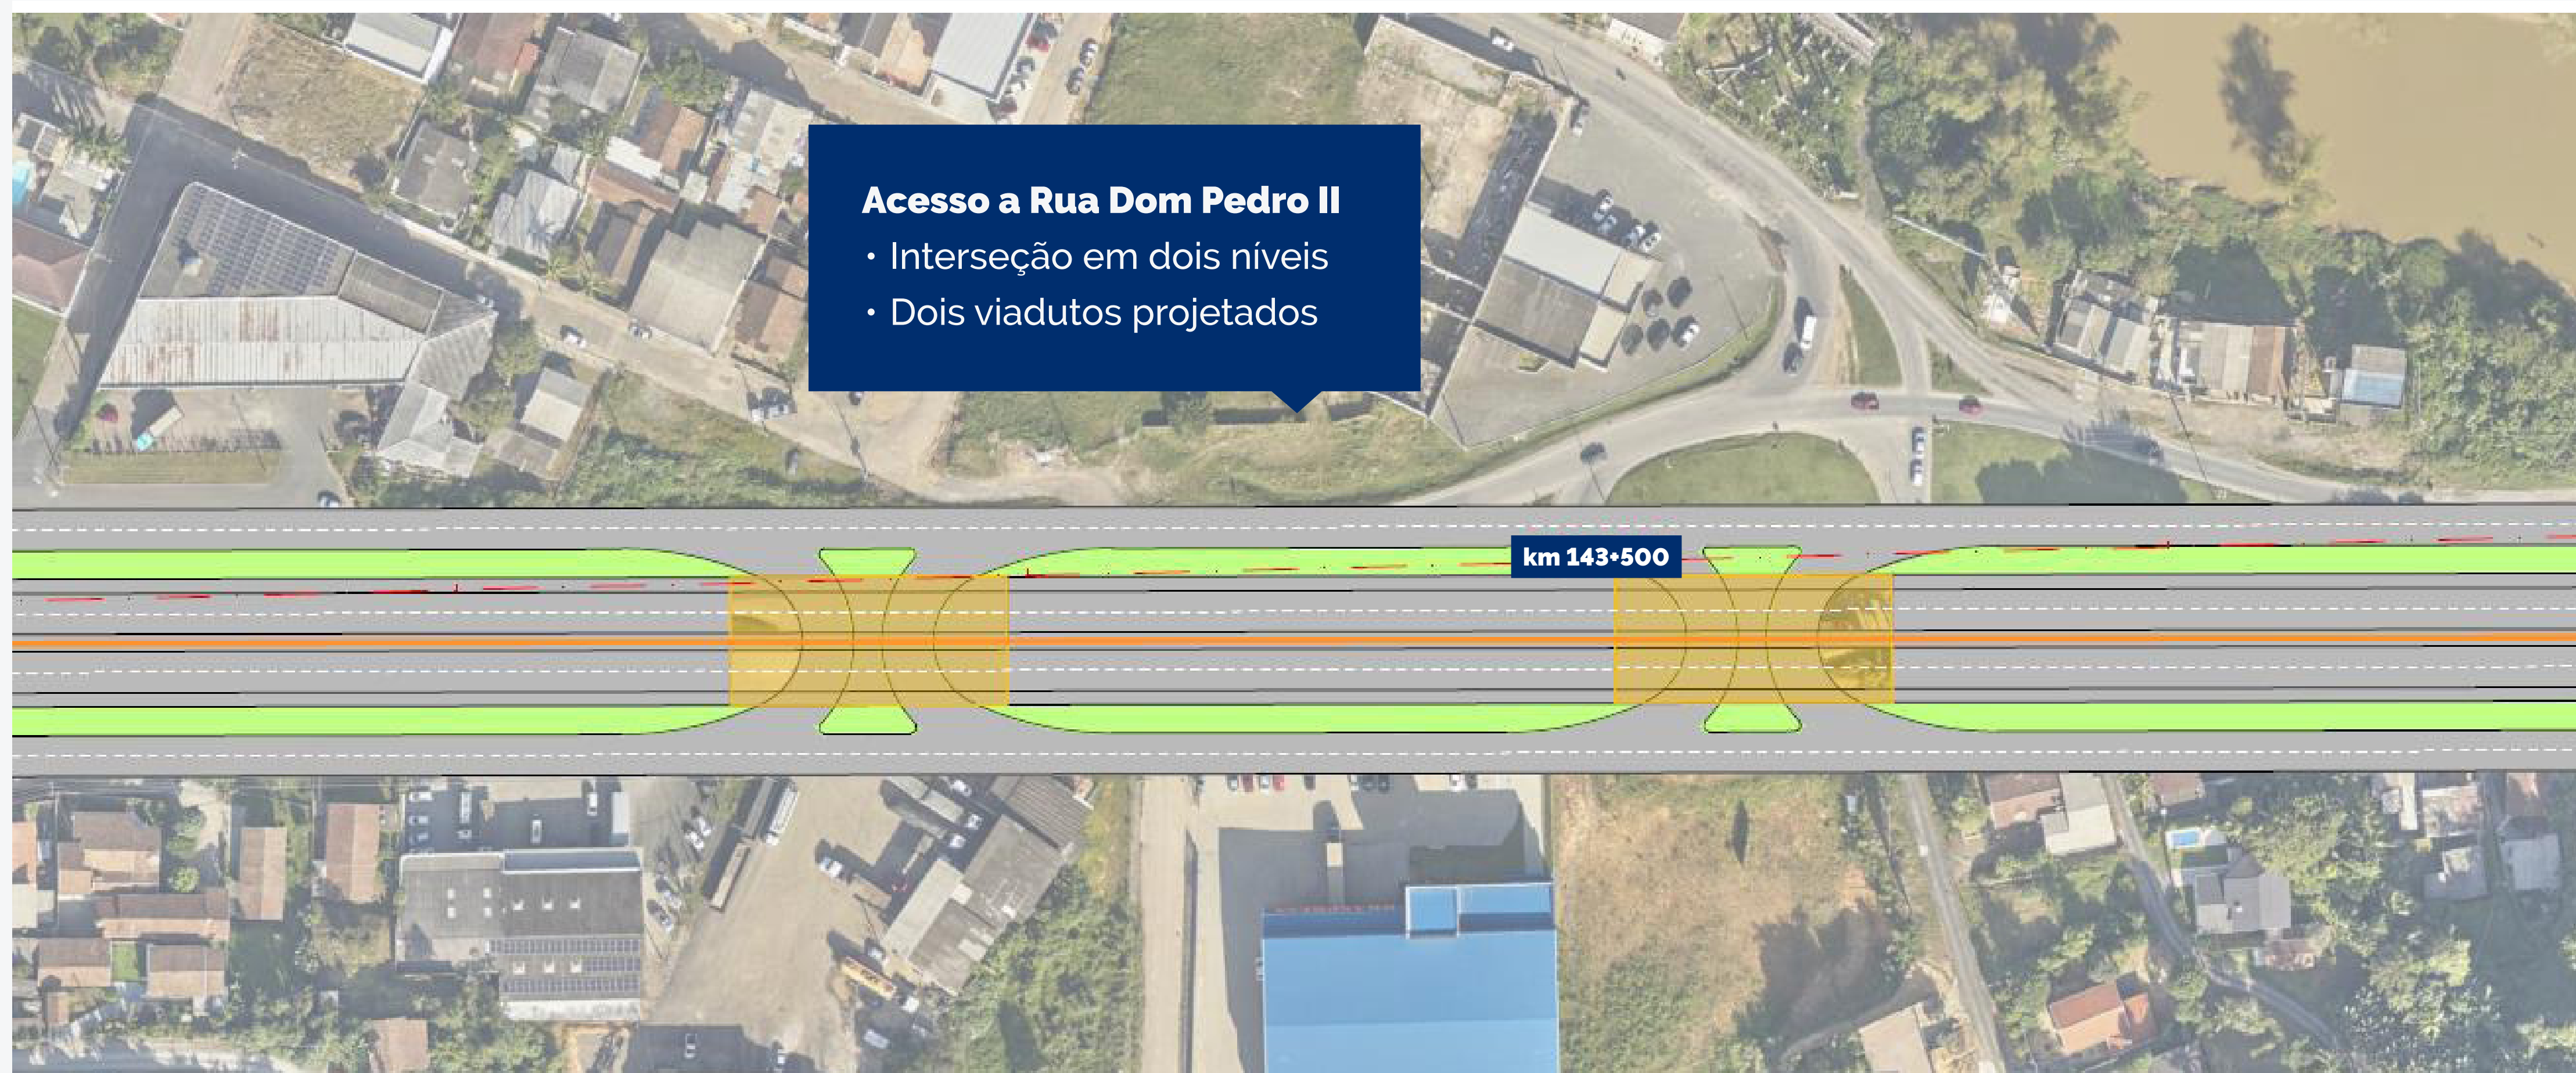 Acesso a Rua Dom Pedro II
• Interseção em dois níveis
• Dois viadutos projetados
km 143+500